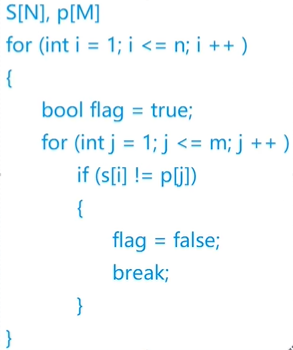 S[N], p[M]
for (int i = 1; i <= n; i ++ )
{
bool flag = true;
for (int j = 1; j <= m; j ++ )
if (s[i] != p[j])
{
flag = false;
break;
}
}